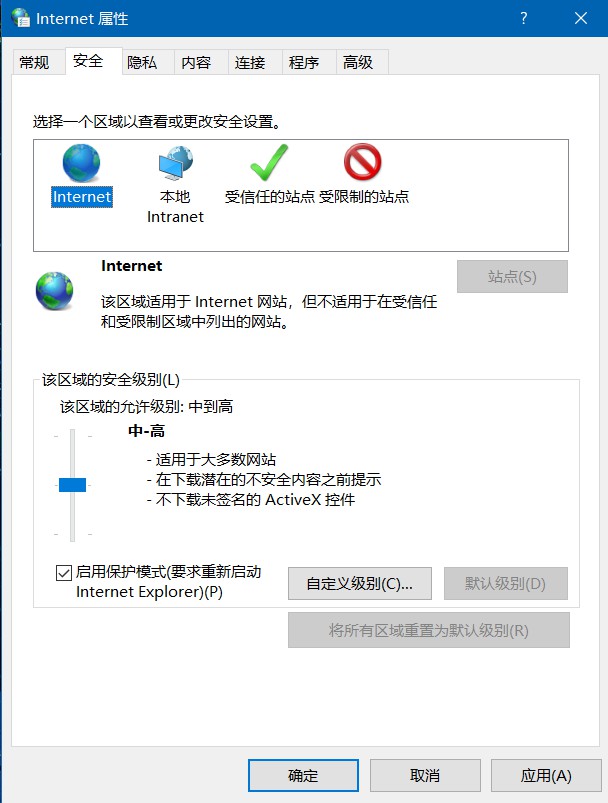 Internet 属性
?
常规 安全 隐私 内容 连接 程序 高级
选择一个区域以查看或更改安全设置。
Internet
本地
Intranet
受信任的站点
受限制的站点
Internet
站点(S)
该区域适用于 Internet 网站，但不适用于在受信任
和受限制区域中列出的网站。
该区域的安全级别(L)
该区域的允许级别: 中到高
中-高
- 适用于大多数网站
- 在下载潜在的不安全内容之前提示
- 不下载未签名的 ActiveX 控件
启用保护模式(要求重新启动
Internet Explorer)(P)
自定义级别(C)...
默认级别(D)
将所有区域重置为默认级别(R)
确定
取消
应用(A)